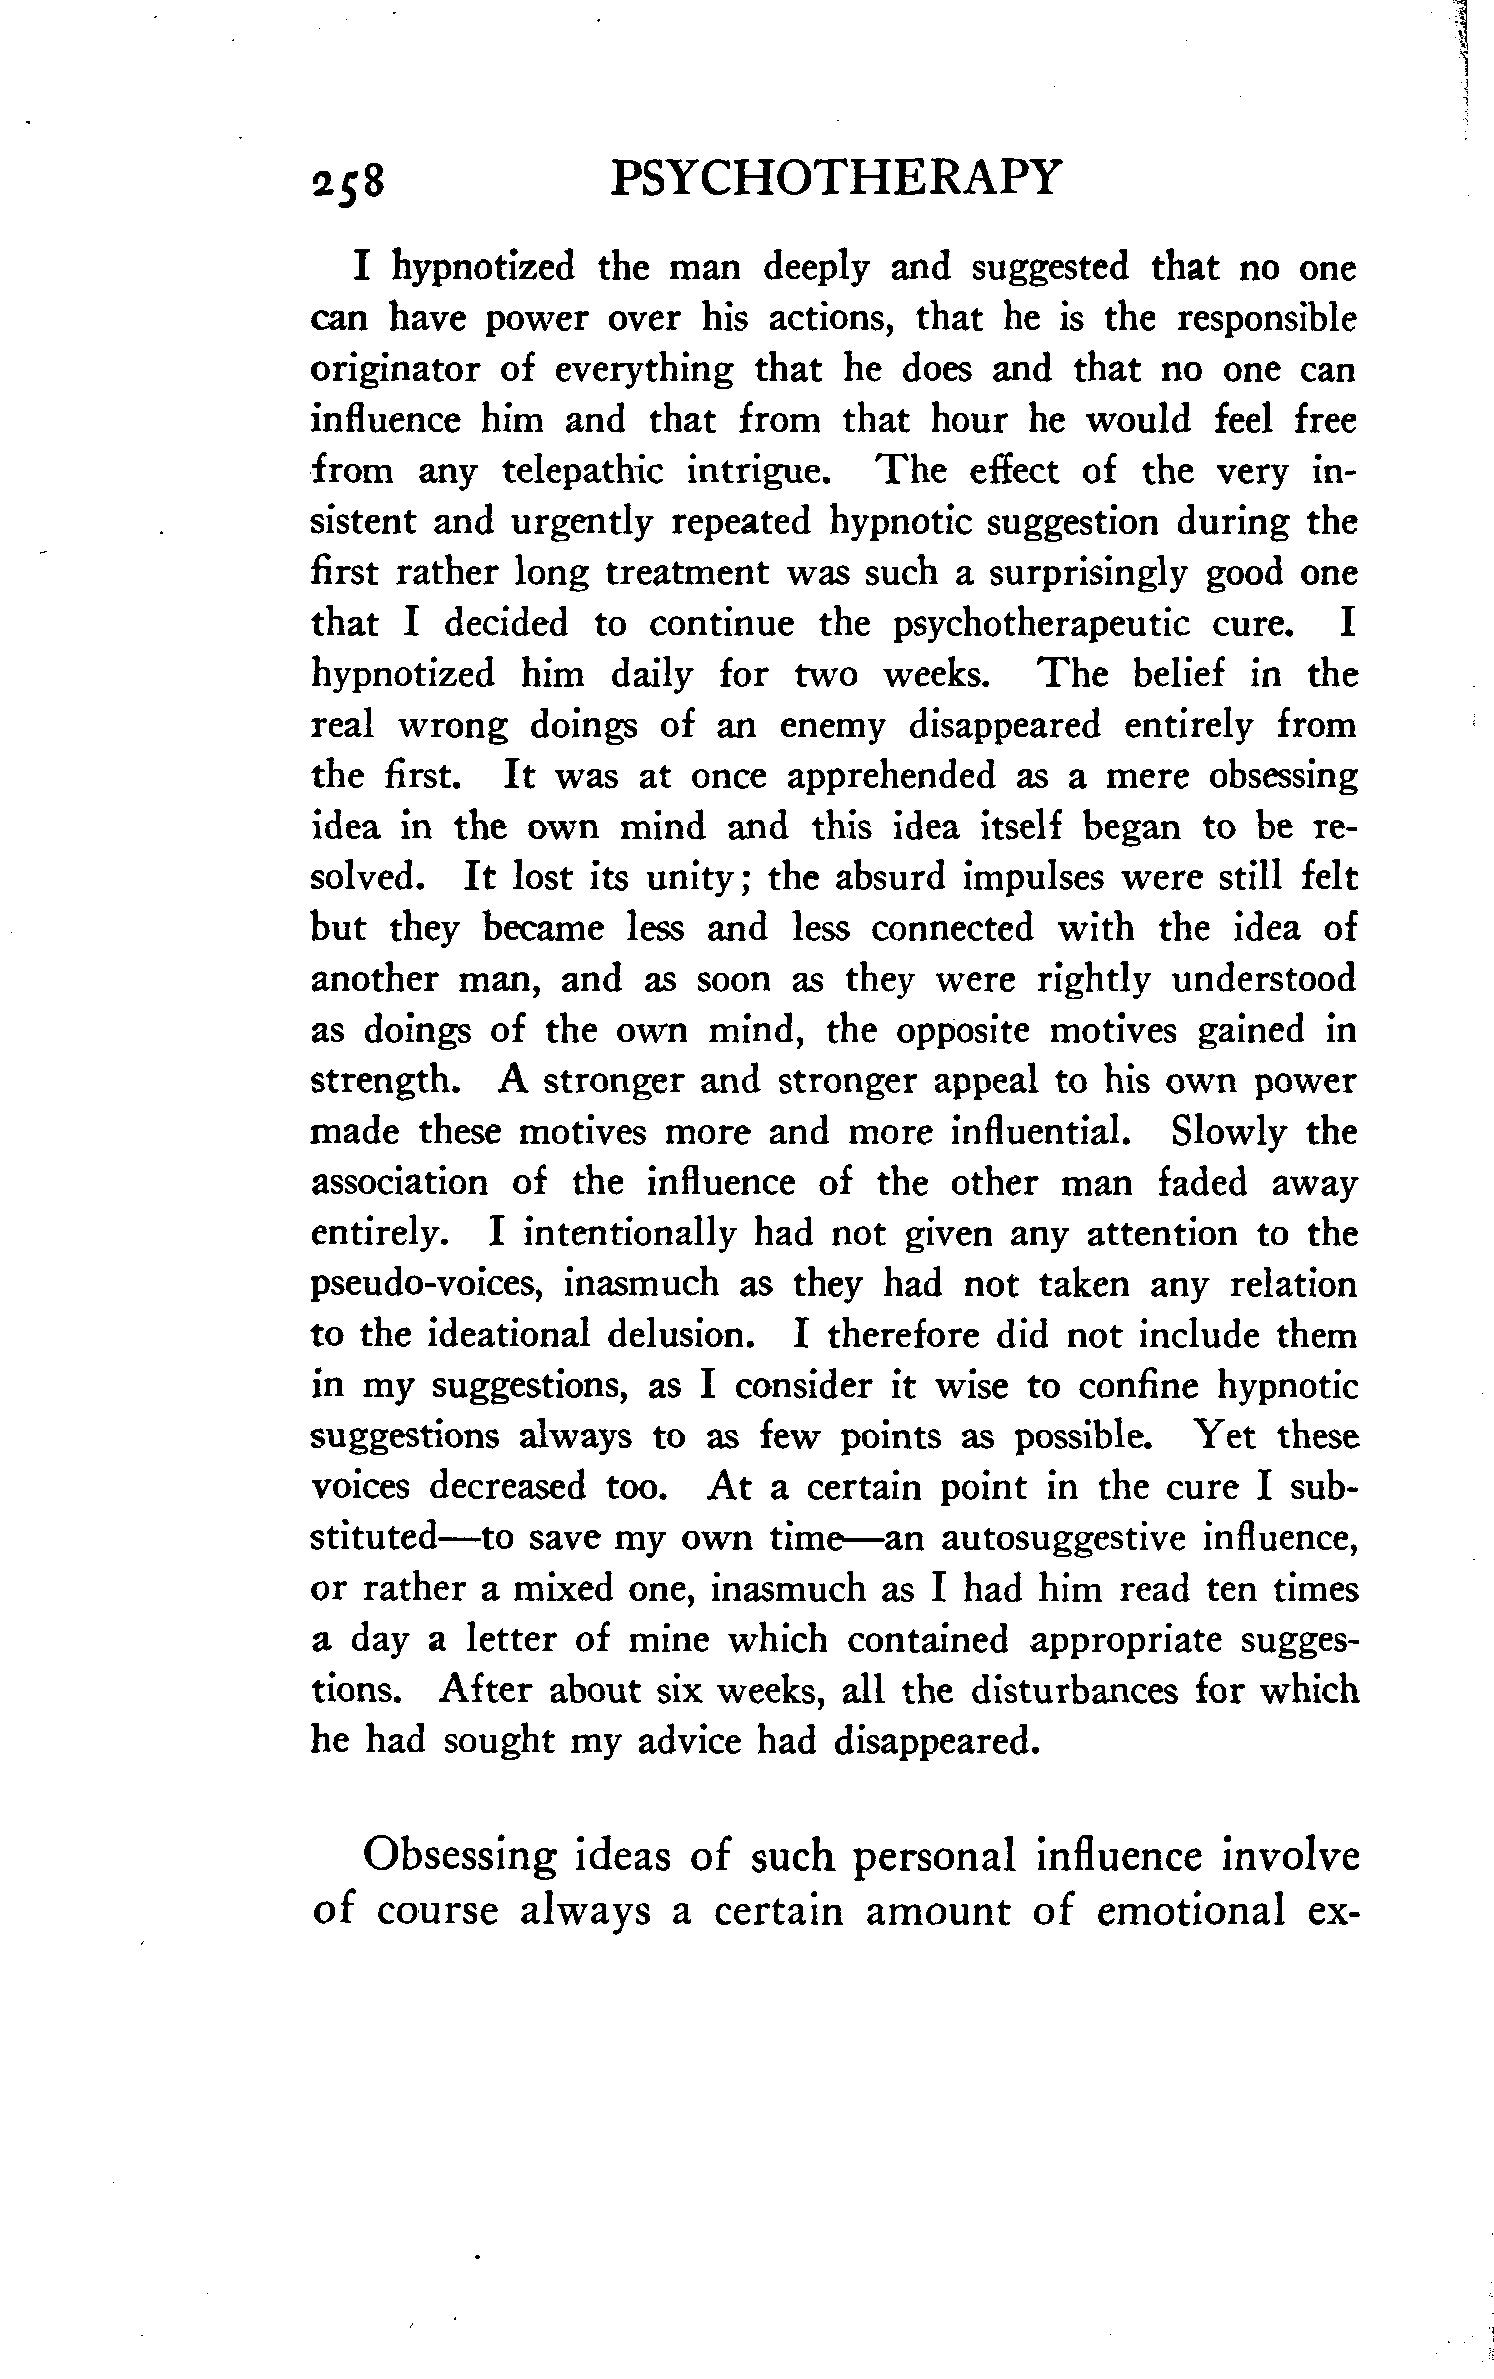 258 PSYCHOTHERAPY
I hypnotized the man deeply and suggested that no one
can have power over his actions, that he is the responsible
originator of everything that he does and that no one can
influence him and that from that hour he would feel free
from any telepathic intrigue. The effect of the very in-
sistent and urgently repeated hypnotic suggestion during the
first rather long treatment was such a surprisingly good one
that I decided to continue the psychotherapeutic cure. I
hypnotized him daily for two weeks. The belief in the
real wrong doings of an enemy disappeared entirely from
the first. It was at once apprehended as a mere obsessing
idea in the own mind and this idea itself began to be re-
solved. It lost its unity; the absurd impulses were still felt
but they became less and less connected with the idea of
another man, and as soon as they were rightly understood
as doings of the own mind, the opposite motives gained in
strength. A stronger and stronger appeal to his own power
made these motives more and more influential. Slowly the
association of the influence of the other man faded away
entirely. I intentionally had not given any attention to the
pseudo-voices, inasmuch as they had not taken any relation
to the ideational delusion. I therefore did not include them
in my suggestions, as I consider it wise to confine hypnotic
suggestions always to as few points as possible. Yet these
voices decreased too. At a certain point in the cure I sub-
stituted—to save my own time—an autosuggestive influence,
or rather a mixed one, inasmuch as I had him read ten times
a day a letter of mine which contained appropriate sugges-
tions. After about six weeks, all the disturbances for which
he had sought my advice had disappeared.
Obsessing ideas of such personal influence involve
of course always a certain amount of emotional ex-